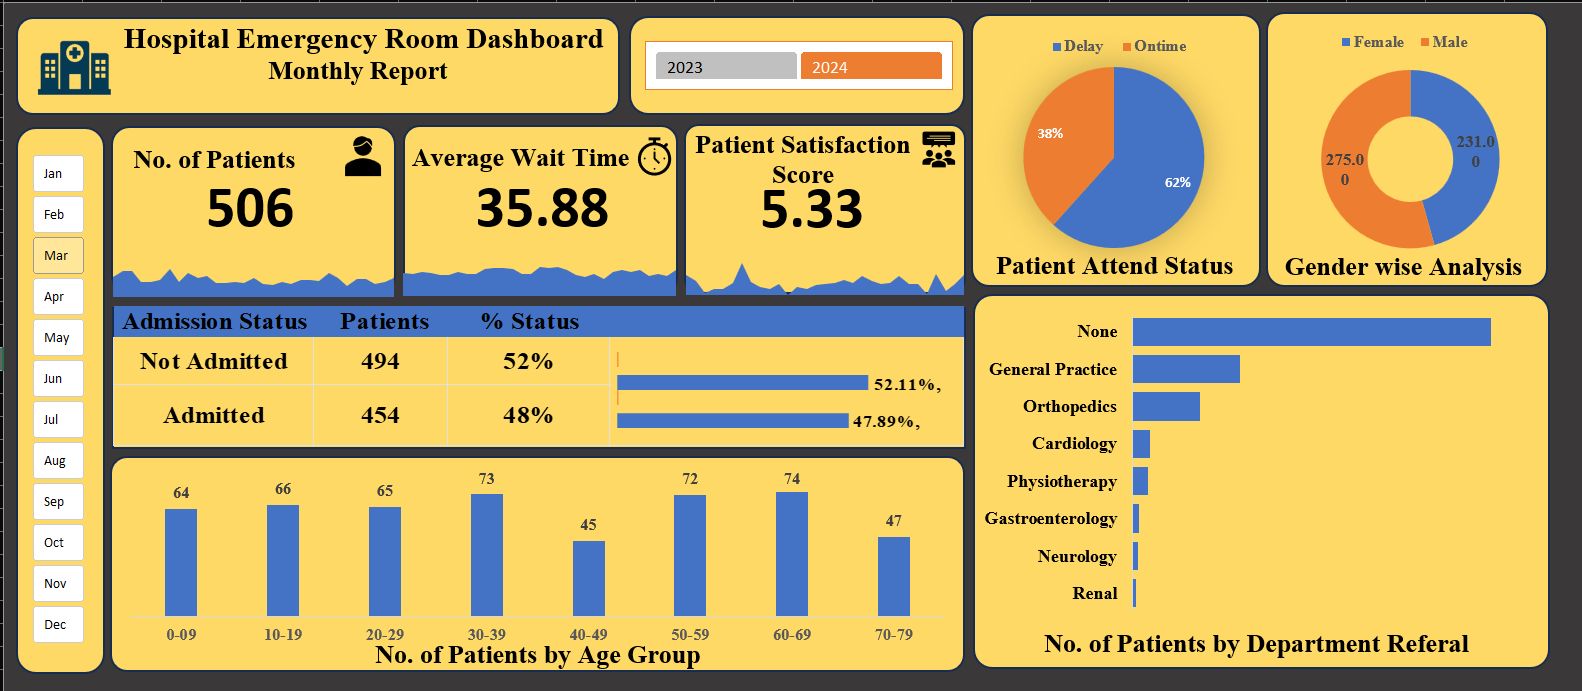 Hospital Emergency Room Dashboard
Monthly Report
2023 2024
Jan
Feb
Mar
Apr
May
Jun
Jul
Aug
Sep
Oct
Nov
Dec
No. of Patients
506
Average Wait Time
35.88
Patient Satisfaction
Score
5.33
Delay Ontime
38%
62%
Patient Attend Status
Female Male
231.0
0
275.0
0
Gender wise Analysis
Admission Status Patients % Status
Not Admitted 494 52%
Admitted 454 48%
52.11%,
47.89%,
64 66 65 73 45 72 74 47
0-09 10-19 20-29 30-39 40-49 50-59 60-69 70-79
No. of Patients by Age Group
None
General Practice
Orthopedics
Cardiology
Physiotherapy
Gastroenterology
Neurology
Renal
No. of Patients by Department Referal